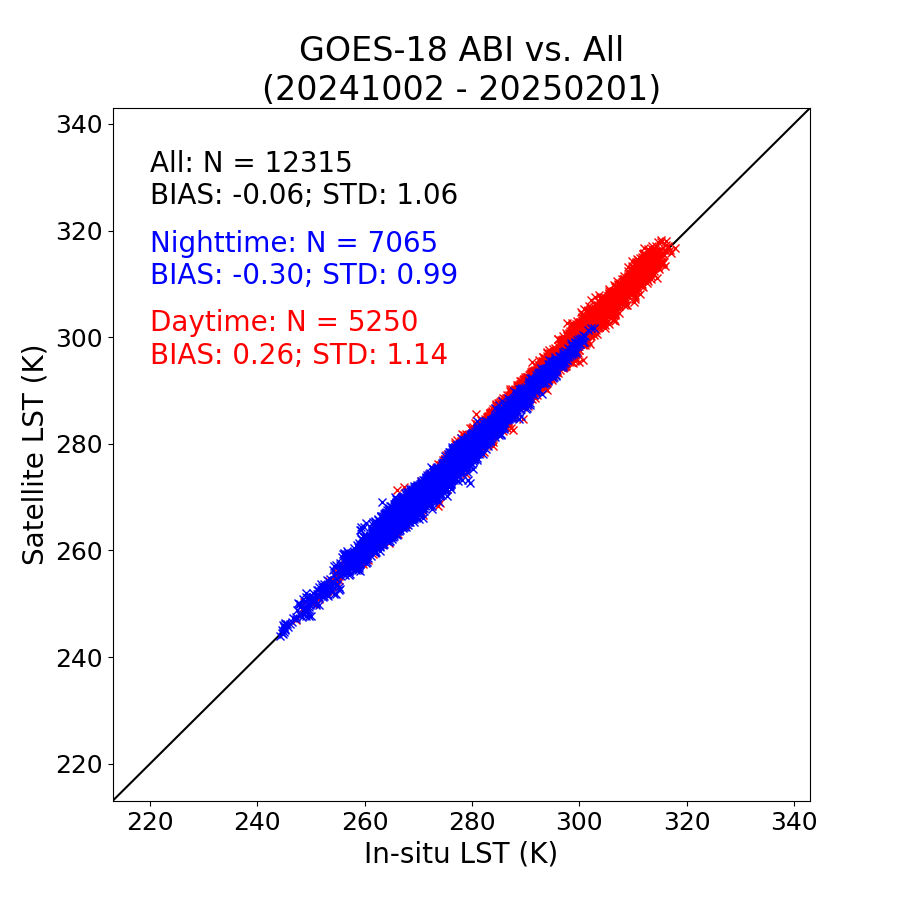 GOES-18 ABI vs. All
(20241002 - 20250201)
340
320
300
280
260
240
220
All: N = 12315
BIAS: -0.06; STD: 1.06
Nighttime: N = 7065
BIAS: -0.30; STD: 0.99
Daytime: N = 5250
BIAS: 0.26; STD: 1.14
Satellite LST (K)
220 240 260 280 300 320 340
In-situ LST (K)